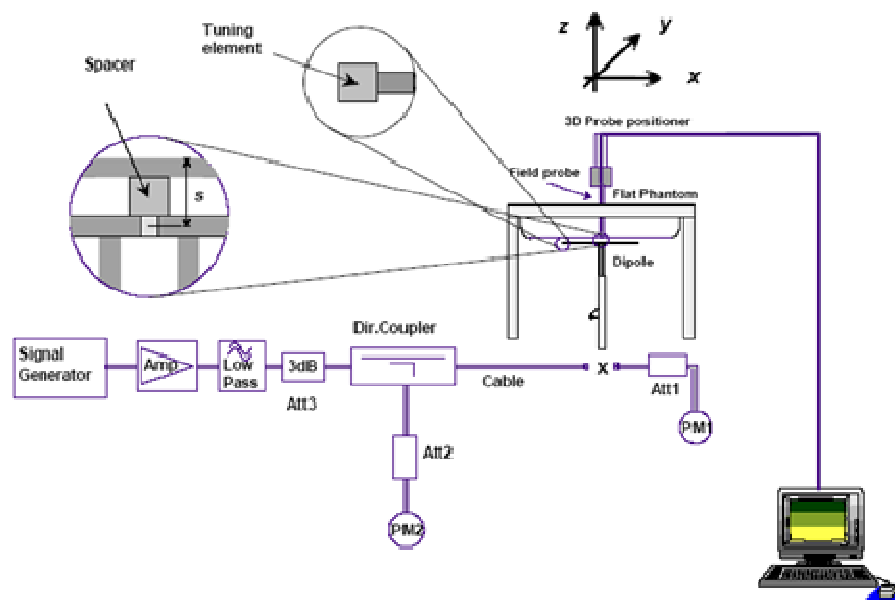 Tuning
element
Spacer
z
y
x
3D Probe positioner
Field probe
Flat Phantom
s
Dipole
Dir.Coupler
Signal
Generator
Amp
Low
Pass
3dB
Att3
Cable
X
Att1
PM1
Att2
PM2